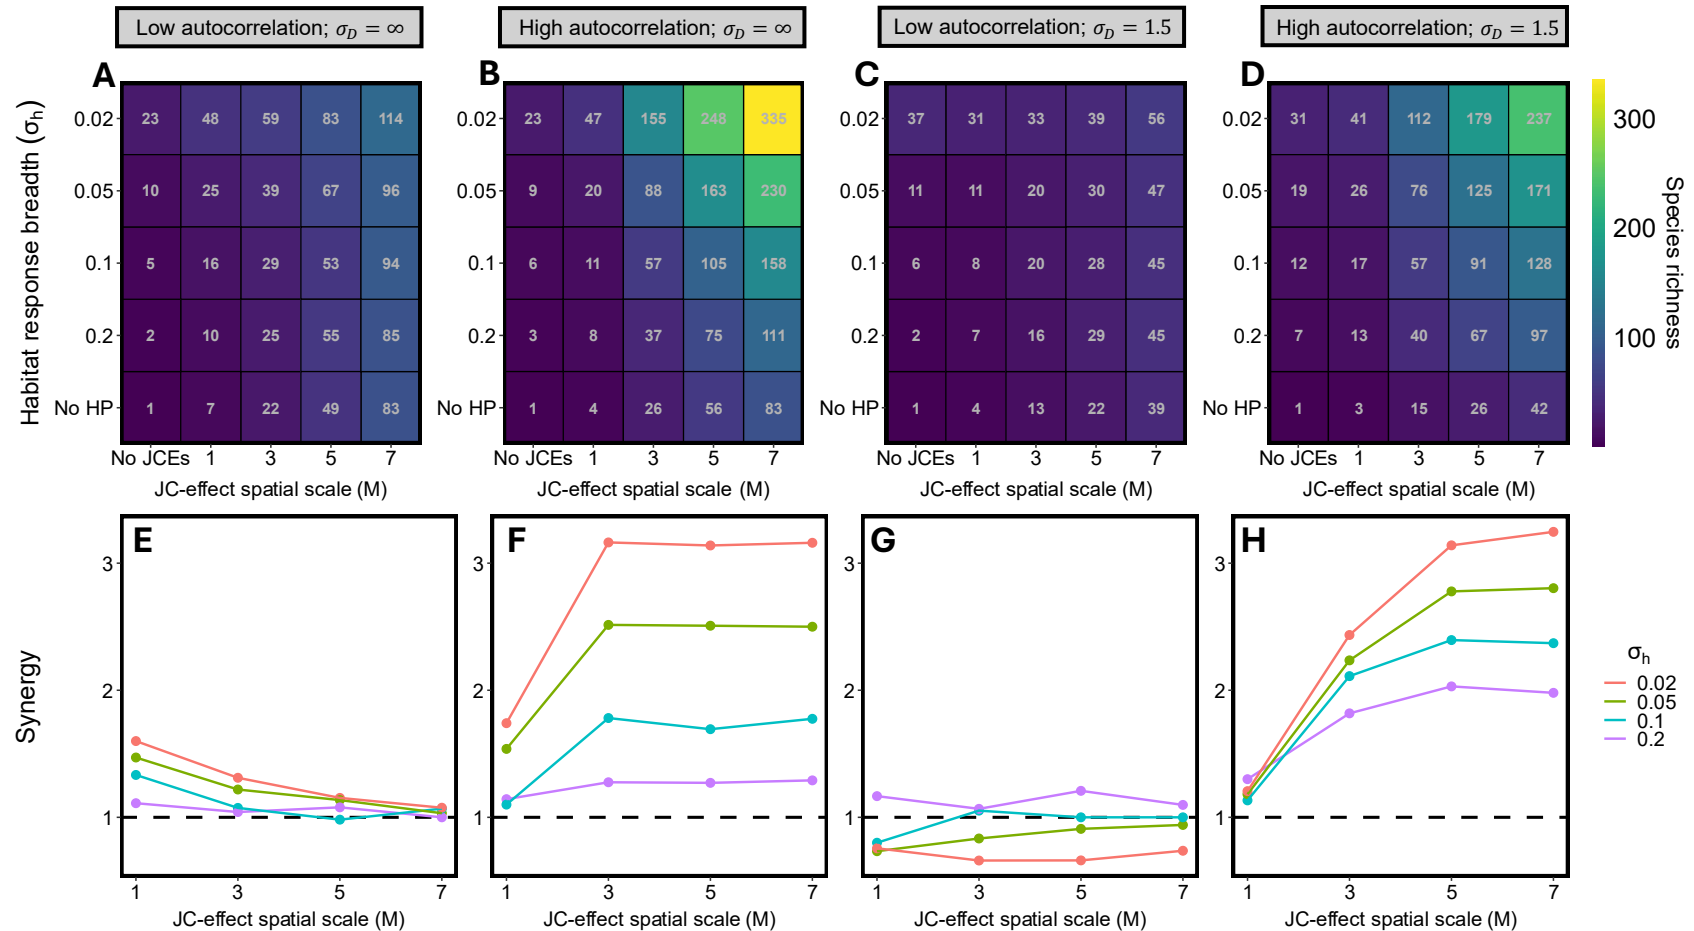 Low autocorrelation; σ_D = ∞
High autocorrelation; σ_D = ∞
Low autocorrelation; σ_D = 1.5
High autocorrelation; σ_D = 1.5
A
B
C
D
Habitat response breadth (σ_h)
0.02 23 48 59 83 114
0.05 10 25 39 67 96
0.1 5 16 29 53 94
0.2 2 10 25 55 85
No HP 1 7 22 49 83
No JCEs 1 3 5 7
JC-effect spatial scale (M)
0.02 23 47 155 248 335
0.05 9 20 88 163 230
0.1 6 11 57 105 158
0.2 3 8 37 75 111
No HP 1 4 26 56 83
No JCEs 1 3 5 7
JC-effect spatial scale (M)
0.02 37 31 33 39 56
0.05 11 11 20 30 47
0.1 6 8 20 28 45
0.2 2 7 16 29 45
No HP 1 4 13 22 39
No JCEs 1 3 5 7
JC-effect spatial scale (M)
0.02 31 41 112 179 237
0.05 19 26 76 125 171
0.1 12 17 57 91 128
0.2 7 13 40 67 97
No HP 1 3 15 26 42
No JCEs 1 3 5 7
JC-effect spatial scale (M)
300
200
100
Species richness
Synergy
E
3
2
1
1 3 5 7
JC-effect spatial scale (M)
F
3
2
1
1 3 5 7
JC-effect spatial scale (M)
G
3
2
1
1 3 5 7
JC-effect spatial scale (M)
H
3
2
1
1 3 5 7
JC-effect spatial scale (M)
σ_h
0.02
0.05
0.1
0.2